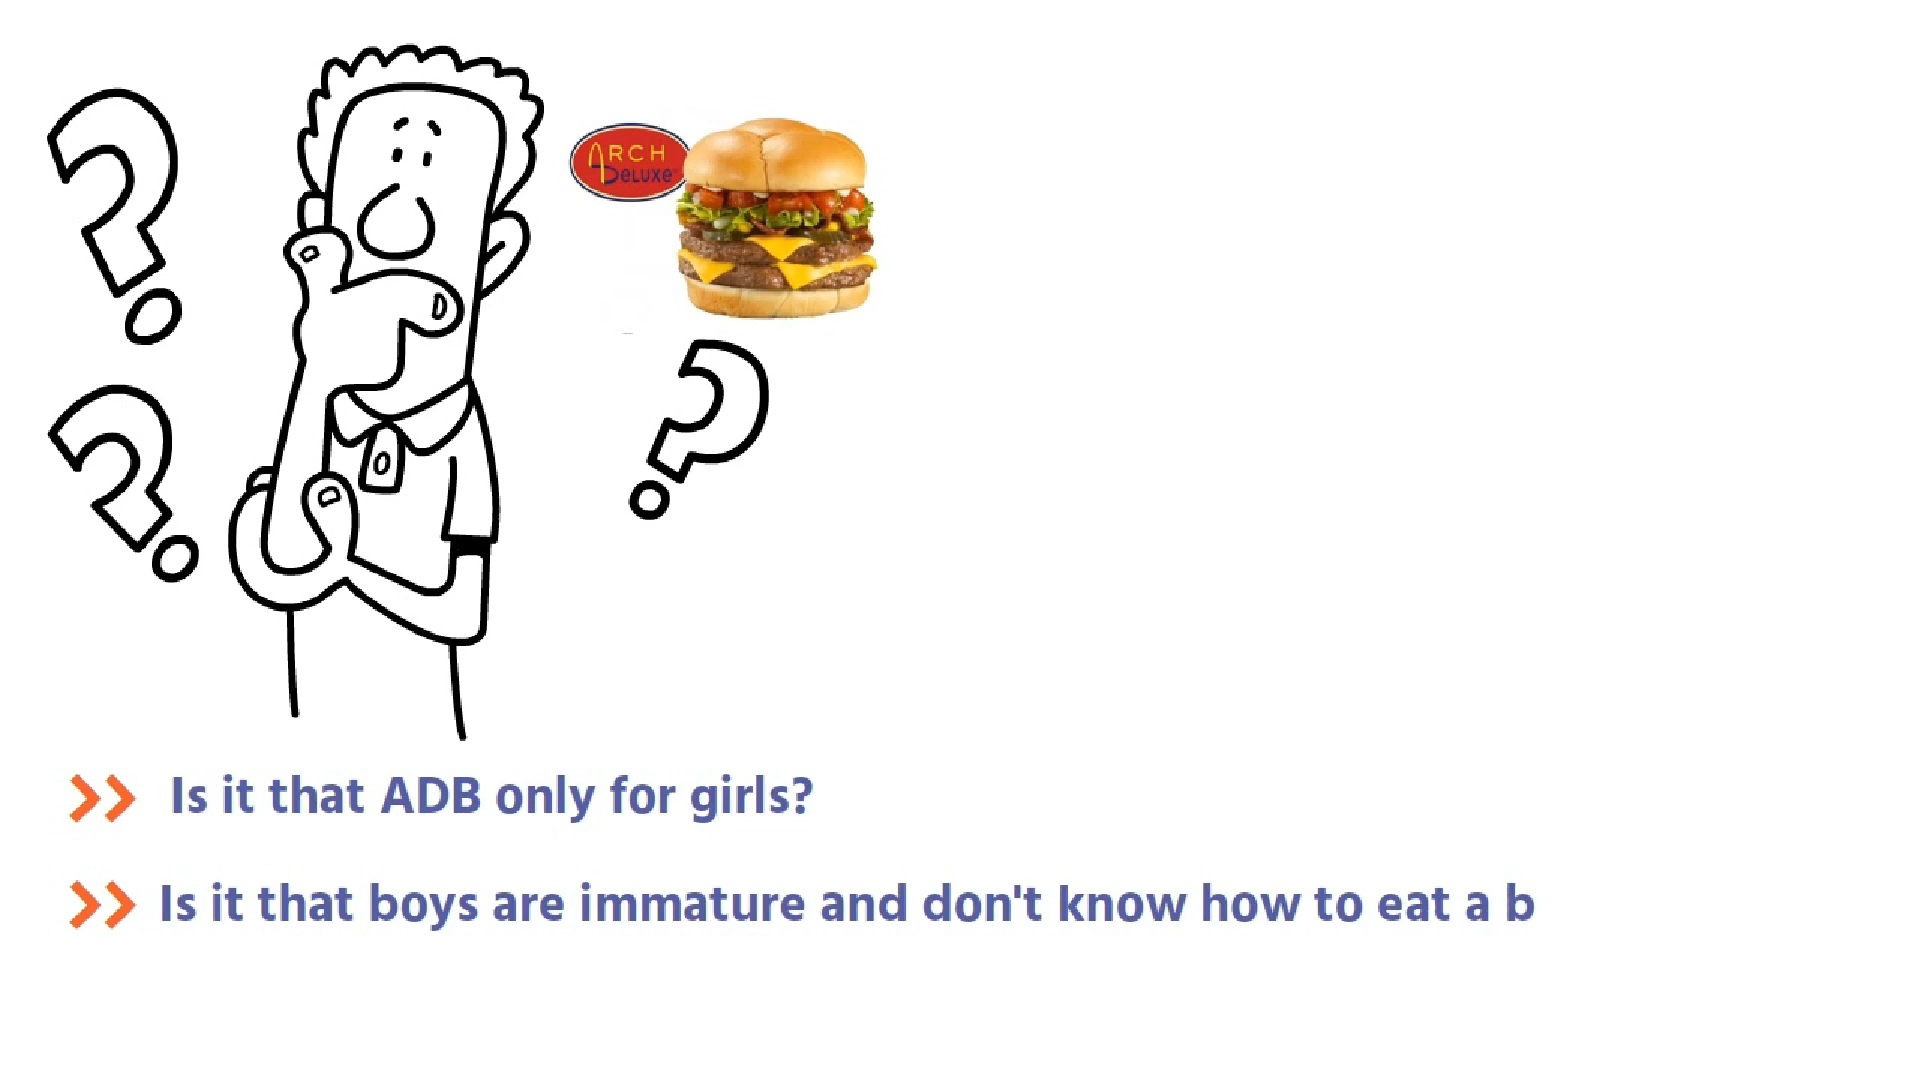 ARCH
DELUXE
Is it that ADB only for girls?
Is it that boys are immature and don't know how to eat a b